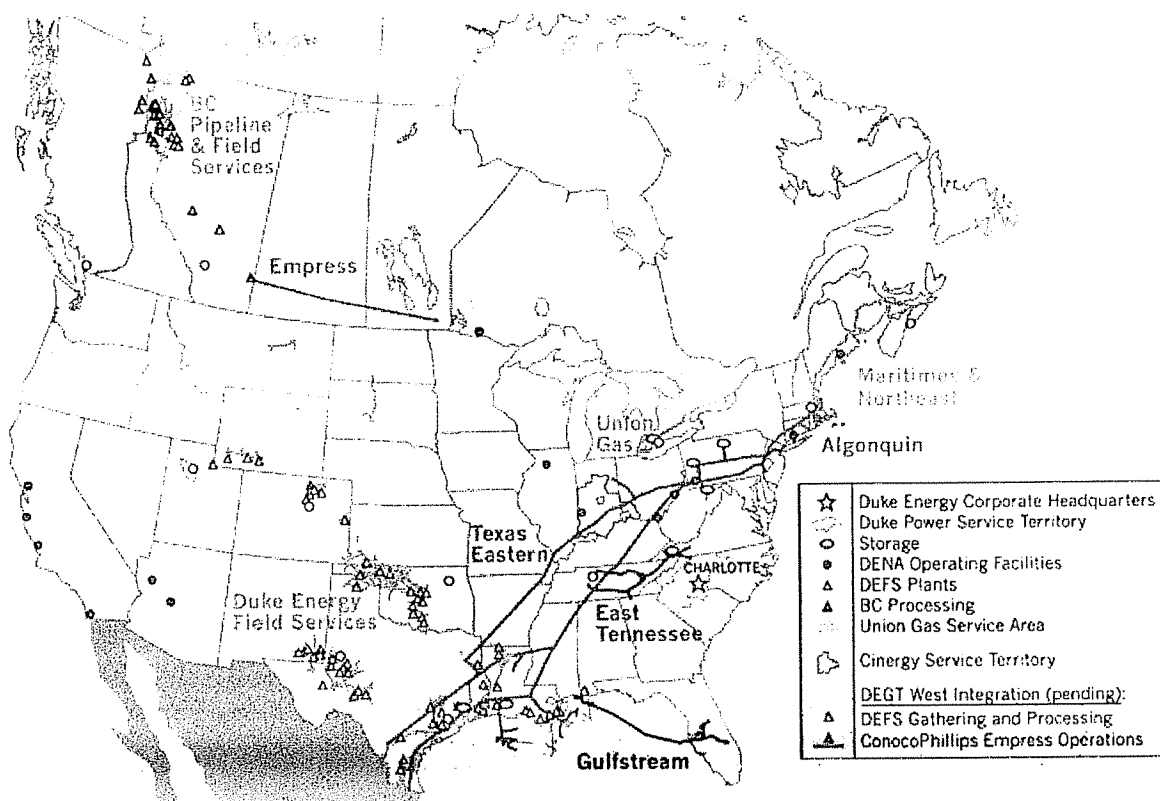 BC
Pipeline
& Field
Services
Empress
Maritimes &
Northeast
Union
Gas
Algonquin
Texas
Eastern
CHARLOTTE
Duke Energy
Field Services
East
Tennessee
Gulfstream
Duke Energy Corporate Headquarters
Duke Power Service Territory
Storage
DENA Operating Facilities
DEFS Plants
BC Processing
Union Gas Service Area
Cinergy Service Territory
DEGT West Integration (pending):
DEFS Gathering and Processing
ConocoPhillips Empress Operations